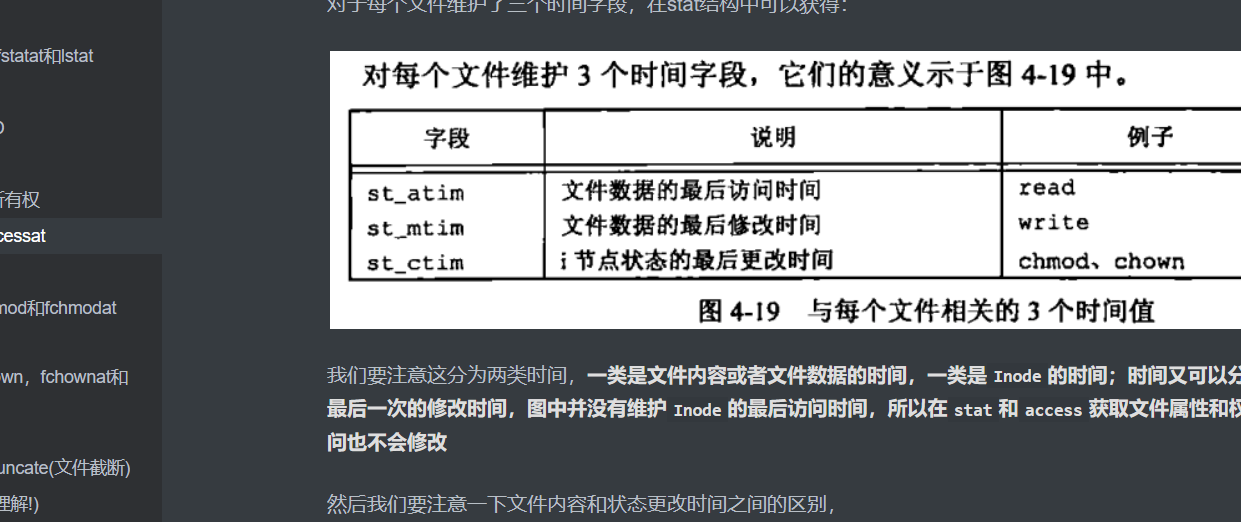 对于每个文件维护了三个时间字段，在stat结构中可以获得：
statat和lstat
所有权
cessat
mod和fchmodat
own，fchownat和
uncate(文件截断)
理解!)
对每个文件维护 3 个时间字段，它们的意义示于图 4-19 中。
字段 说明 例子
st_atim 文件数据的最后访问时间 read
st_mtim 文件数据的最后修改时间 write
st_ctim i 节点状态的最后更改时间 chmod、chown
图 4-19 与每个文件相关的 3 个时间值
我们要注意这分为两类时间，一类是文件内容或者文件数据的时间，一类是 Inode 的时间；时间又可以分
最后一次的修改时间，图中并没有维护 Inode 的最后访问时间，所以在 stat 和 access 获取文件属性和权
问也不会修改
然后我们要注意一下文件内容和状态更改时间之间的区别，